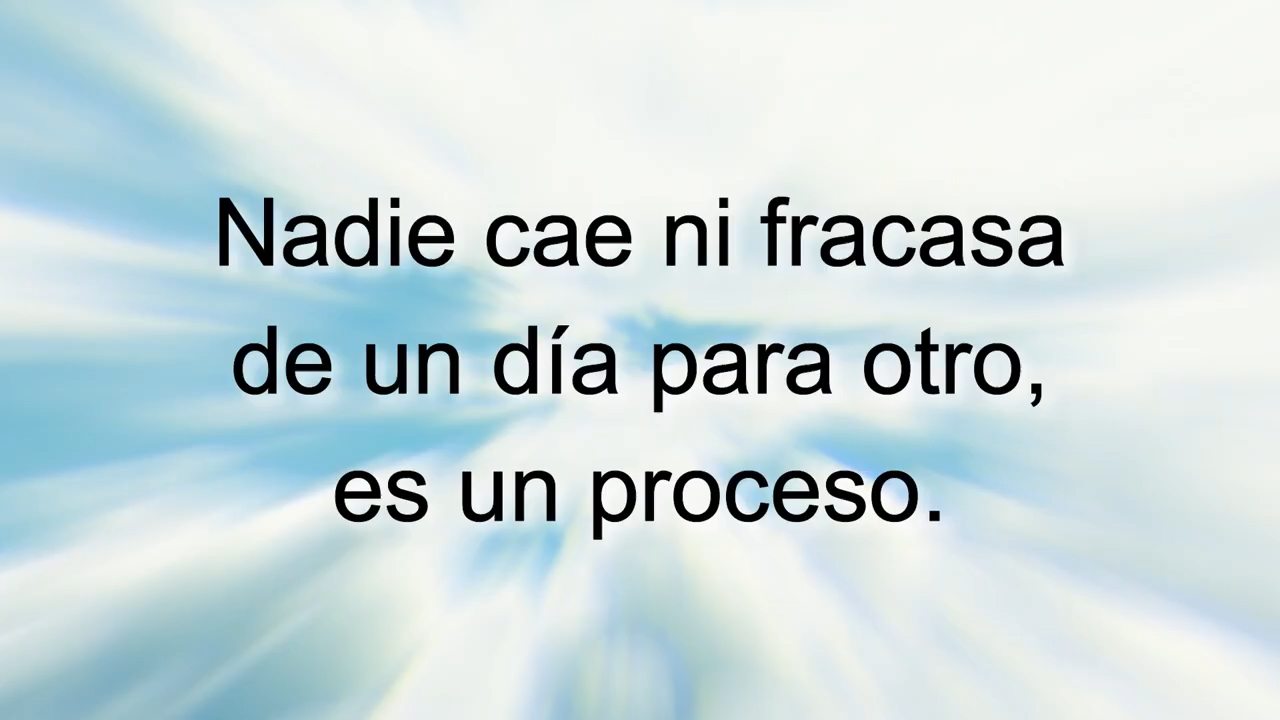 Nadie cae ni fracasa
de un día para otro,
es un proceso.